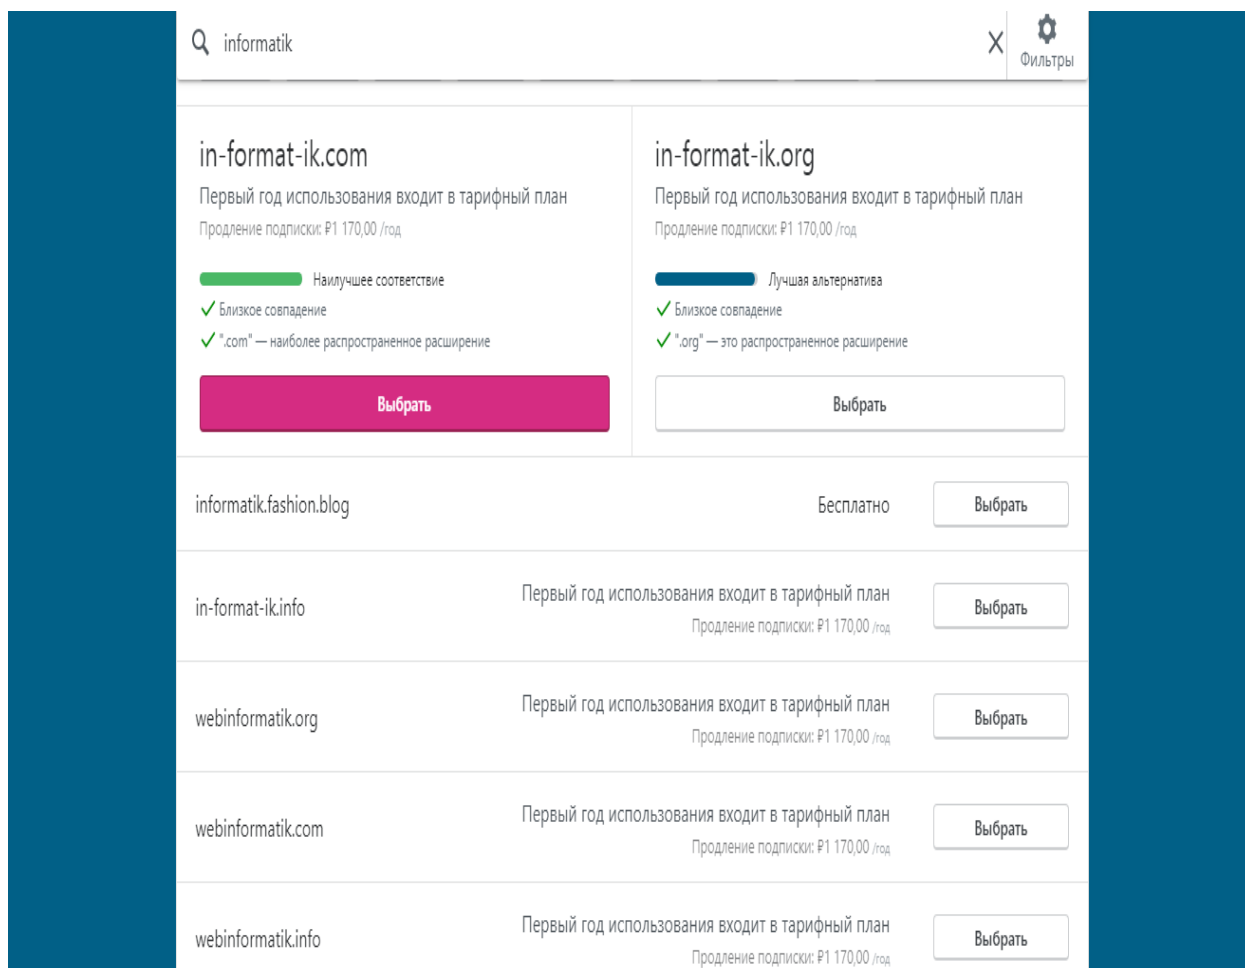 informatik
Фильтры
in-format-ik.com
Первый год использования входит в тарифный план
Продление подписки: ₽1 170,00 /год
Наилучшее соответствие
Близкое совпадение
".com" — наиболее распространенное расширение
Выбрать
in-format-ik.org
Первый год использования входит в тарифный план
Продление подписки: ₽1 170,00 /год
Лучшая альтернатива
Близкое совпадение
".org" — это распространенное расширение
Выбрать
informatik.fashion.blog
Бесплатно
Выбрать
in-format-ik.info
Первый год использования входит в тарифный план
Продление подписки: ₽1 170,00 /год
Выбрать
webinformatik.org
Первый год использования входит в тарифный план
Продление подписки: ₽1 170,00 /год
Выбрать
webinformatik.com
Первый год использования входит в тарифный план
Продление подписки: ₽1 170,00 /год
Выбрать
webinformatik.info
Первый год использования входит в тарифный план
Продление подписки: ₽1 170,00 /год
Выбрать